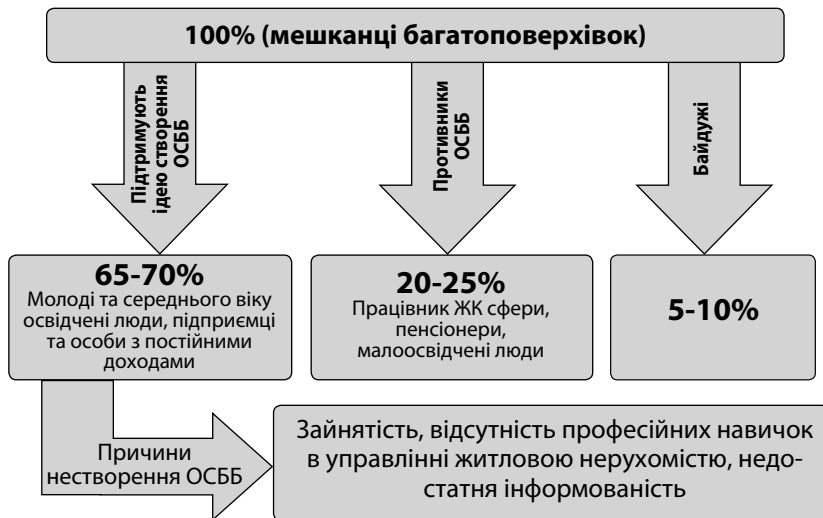 100% (мешканці багатоповерхівок)
Підтримують
ідею створення
ОСББ
Противники
ОСББ
Байдужі
65-70%
Молоді та середнього віку
освідчені люди, підприємці
та особи з постійними
доходами
20-25%
Працівник ЖК сфери,
пенсіонери,
малоосвідчені люди
5-10%
Причини
нестворення ОСББ
Зайнятість, відсутність професійних навичок
в управлінні житловою нерухомістю, недо-
статня інформованість